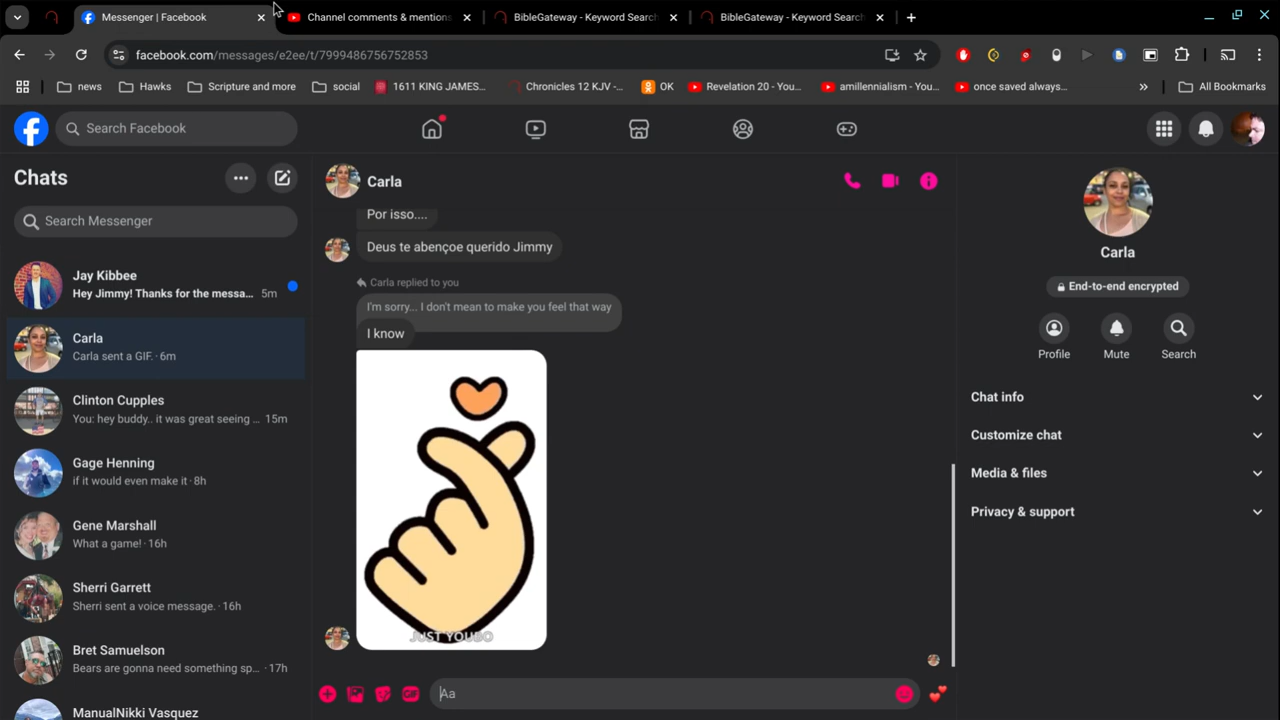 Messenger | Facebook
Channel comments & mentions
BibleGateway - Keyword Search
BibleGateway - Keyword Search
facebook.com/messages/e2ee/t/7999486756752853
news
Hawks
Scripture and more
social
1611 KING JAMES...
Chronicles 12 KJV -...
OK
Revelation 20 - You...
amillennialism - You...
once saved always...
»
All Bookmarks
Search Facebook
Chats
Search Messenger
Jay Kibbee
Hey Jimmy! Thanks for the messa... 5m
Carla
Carla sent a GIF. · 6m
Clinton Cupples
You: hey buddy.. it was great seeing ... 15m
Gage Henning
if it would even make it · 8h
Gene Marshall
What a game! · 16h
Sherri Garrett
Sherri sent a voice message. · 16h
Bret Samuelson
Bears are gonna need something sp... · 17h
ManualNikki Vasquez
Carla
Por isso....
Deus te abençoe querido Jimmy
Carla replied to you
I'm sorry... I don't mean to make you feel that way
I know
JUST YOUBO
GIF
Aa
Carla
End-to-end encrypted
Profile
Mute
Search
Chat info
Customize chat
Media & files
Privacy & support